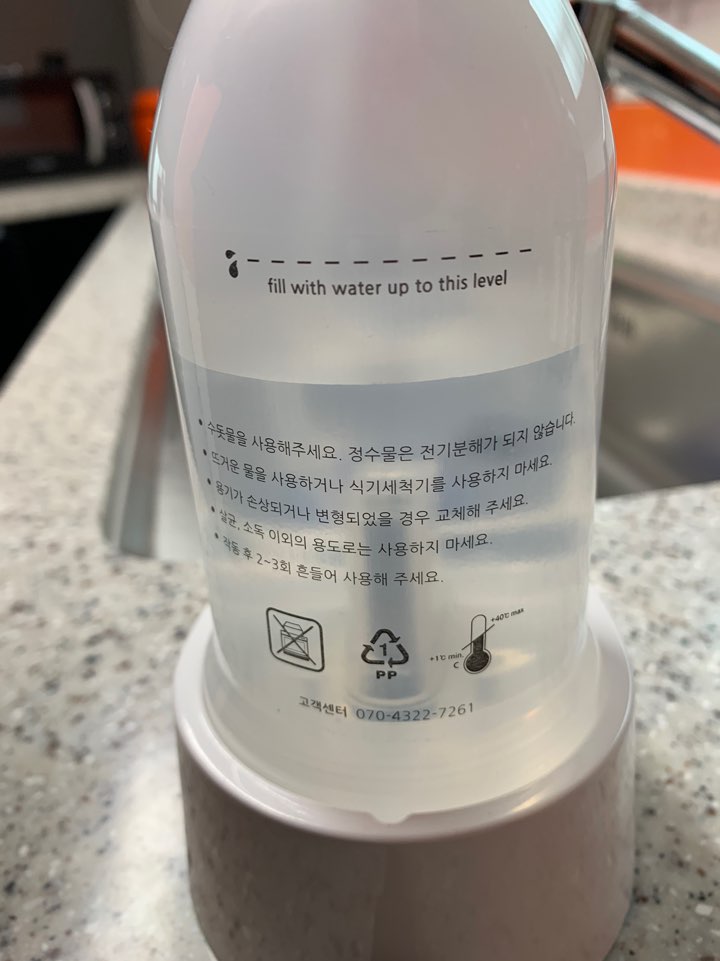 fill with water up to this level
• 수돗물을 사용해주세요. 정수물은 전기분해가 되지 않습니다.
• 뜨거운 물을 사용하거나 식기세척기를 사용하지 마세요.
• 용기가 손상되거나 변형되었을 경우 교체해 주세요.
• 살균, 소독 이외의 용도로는 사용하지 마세요.
• 작동 후 2~3회 흔들어 사용해 주세요.
1
PP
+40℃ max
+1℃ min.
C
고객센터 070-4322-7261